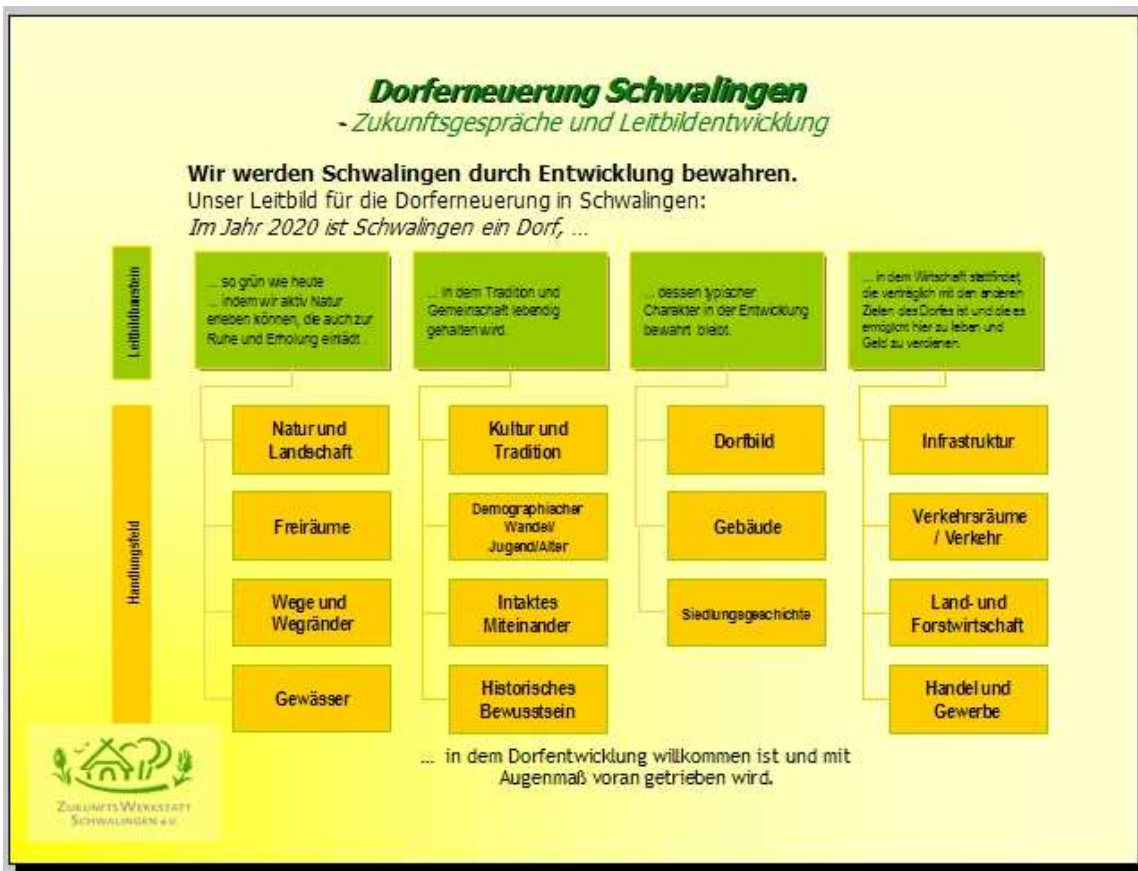 Dorferneuerung Schwalingen
- Zukunftsgespräche und Leitbildentwicklung
Wir werden Schwalingen durch Entwicklung bewahren.
Unser Leitbild für die Dorferneuerung in Schwalingen:
Im Jahr 2020 ist Schwalingen ein Dorf, ...
Leitbildbaustein
... so grün wie heute
... indem wir aktiv Natur
erleben können, die auch zur
Ruhe und Erholung einlädt .
... in dem Tradition und
Gemeinschaft lebendig
gehalten wird.
... dessen typischer
Charakter in der Entwicklung
bewahrt bleibt.
... in dem Wirtschaft stattfindet,
die verträglich mit den anderen
Zielen des Dorfes ist und die es
ermöglicht hier zu leben und
Geld zu verdienen.
Handlungsfeld
Natur und
Landschaft
Freiräume
Wege und
Wegränder
Gewässer
Kultur und
Tradition
Demographischer
Wandel/
Jugend/Alter
Intaktes
Miteinander
Historisches
Bewusstsein
Dorfbild
Gebäude
Siedlungsgeschichte
Infrastruktur
Verkehrsräume
/ Verkehr
Land- und
Forstwirtschaft
Handel und
Gewerbe
... in dem Dorfentwicklung willkommen ist und mit
Augenmaß voran getrieben wird.
ZUKUNFTSWERKSTATT
SCHWALINGEN e.V.